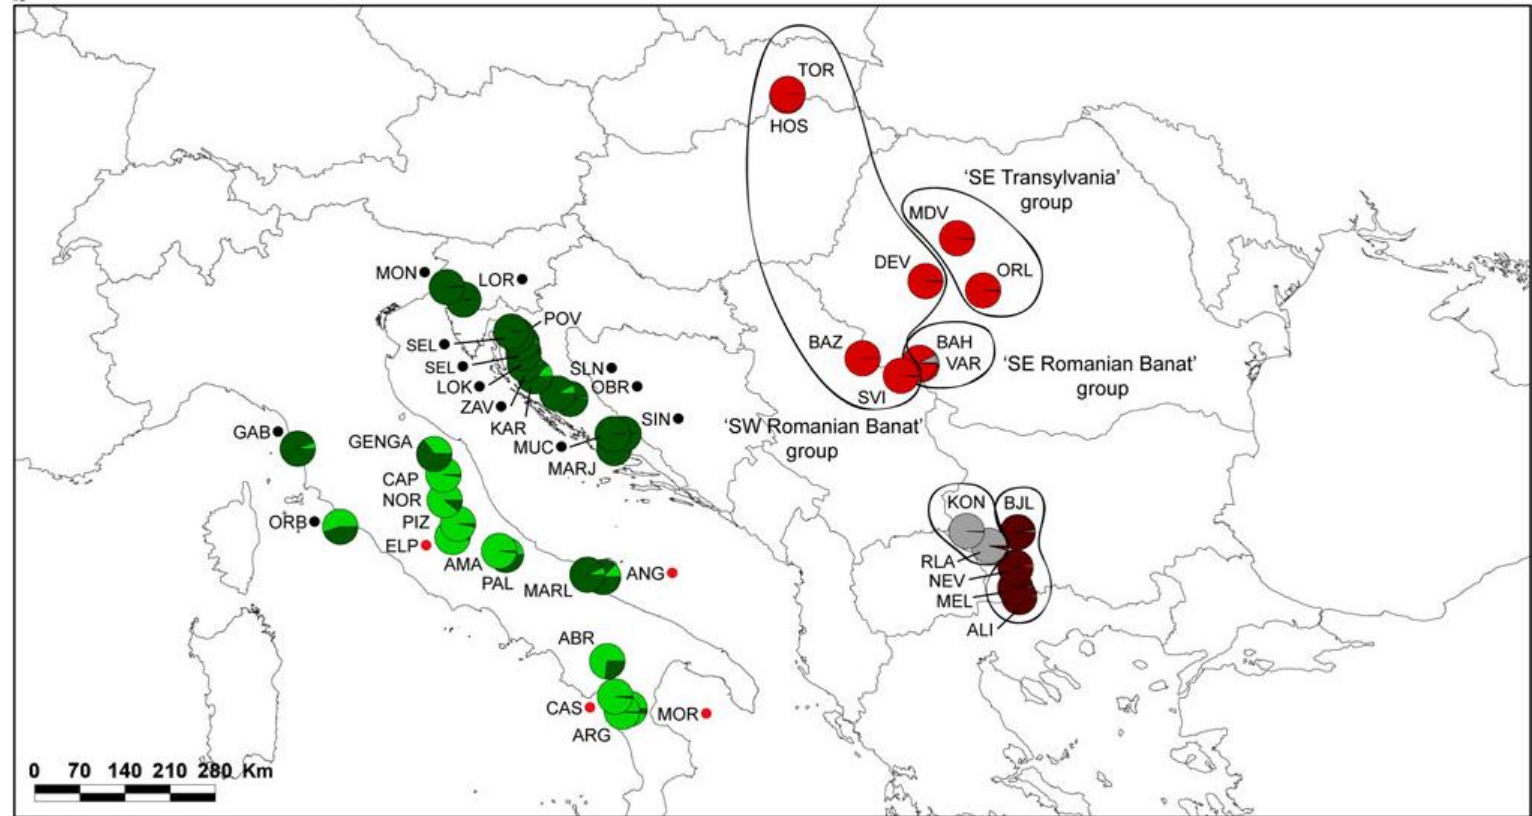 TOR
HOS
'SE Transylvania'
group
MDV
DEV
ORL
MON
LOR
POV
SEL
BAZ
BAH
VAR
'SE Romanian Banat'
group
SEL
SLN
LOK
OBR
SVI
ZAV
SIN
'SW Romanian Banat'
group
KAR
GAB
GENGA
MUC
MARJ
CAP
NOR
KON
BJL
ORB
PIZ
ELP
AMA
RLA
PAL
ANG
NEV
MARL
MEL
ALI
ABR
CAS
MOR
ARG
0 70 140 210 280 Km